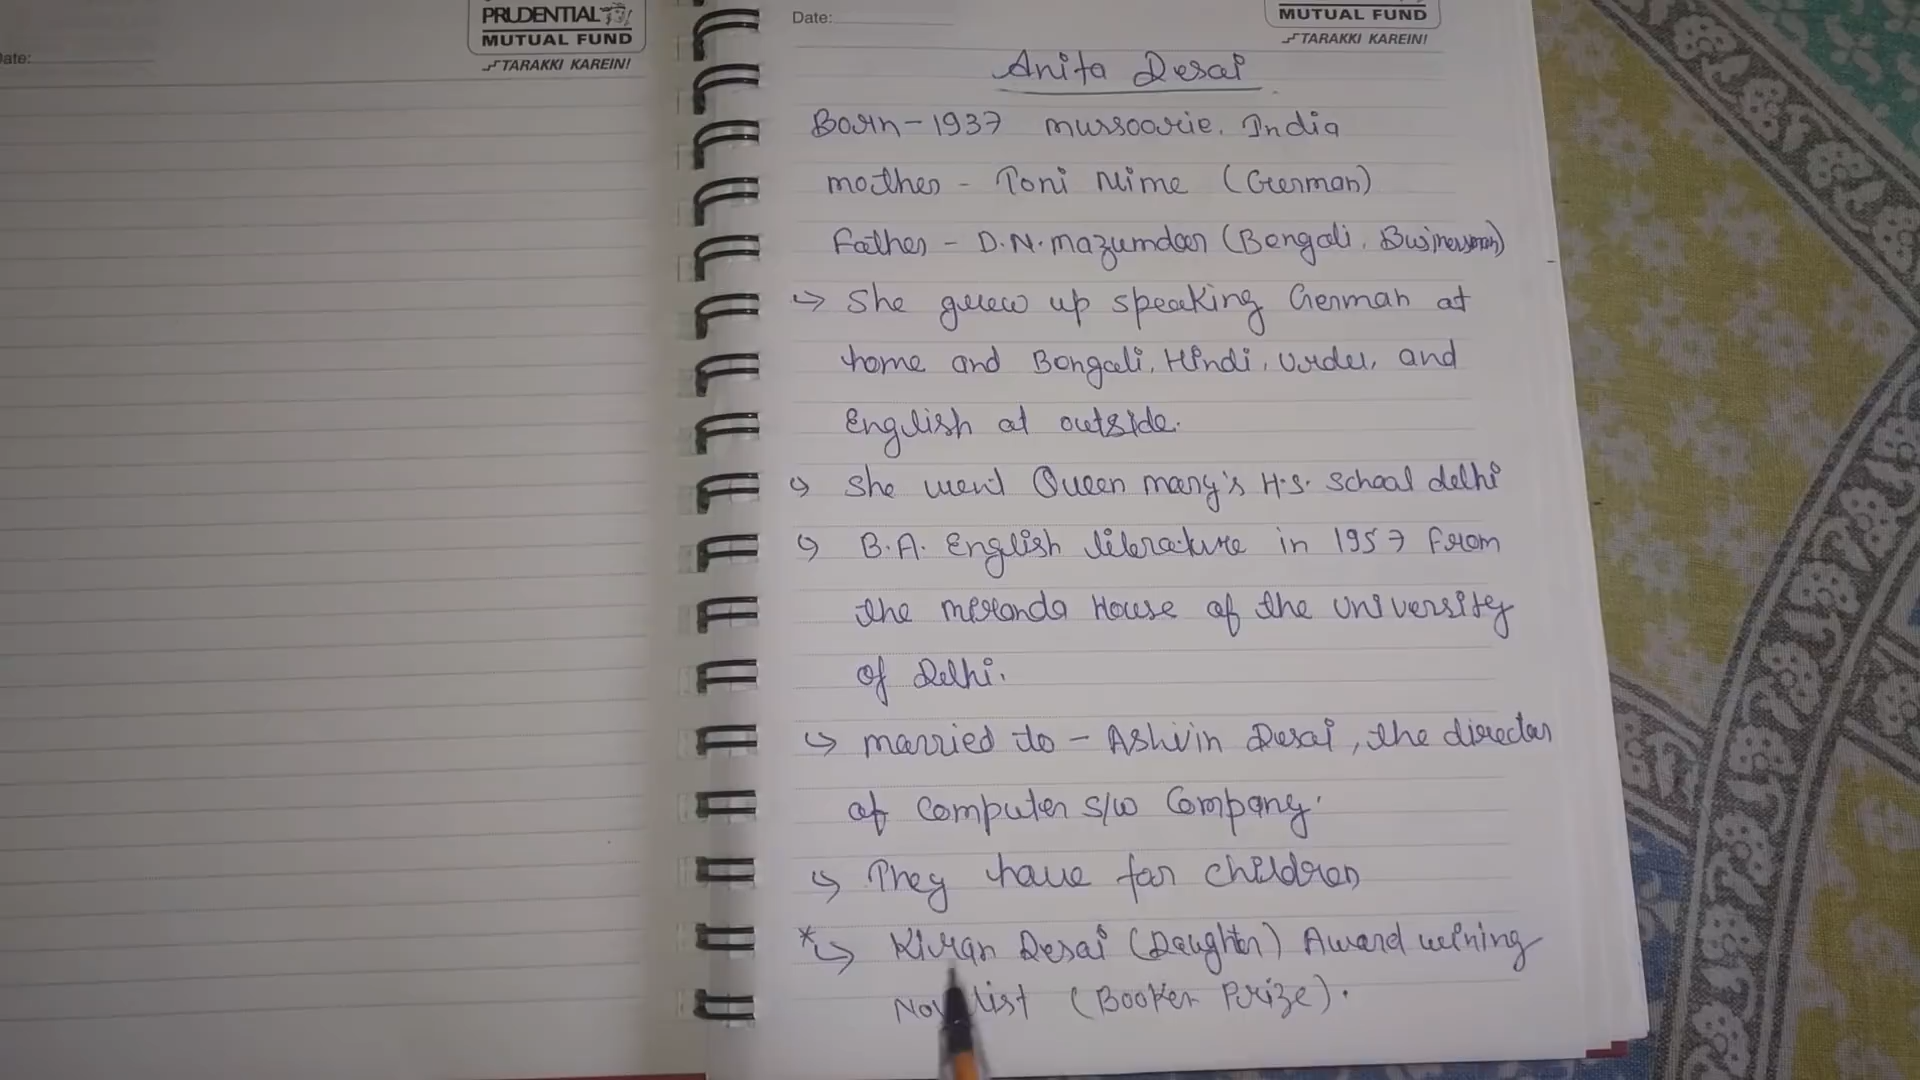 PRUDENTIAL
MUTUAL FUND
TARAKKI KAREIN!
ate:
Date:
MUTUAL FUND
TARAKKI KAREIN!
Anita Desai
Born - 1937 mussoorie. India
mother - Toni Nime (German)
Father - D.N. mazumdar (Bengali, Businessman)
→ She grew up speaking German at
home and Bengali, Hindi, Urdu, and
English at outside.
→ She went Queen mary's H.S. School delhi
→ B.A. English literature in 1957 from
the miranda House of the University
of Delhi.
→ married to - Ashvin Desai, the director
of Computer s/w Company.
→ They have for children
*→ Kiran Desai (Daughter) Award wining
Novelist (Booker Prize).